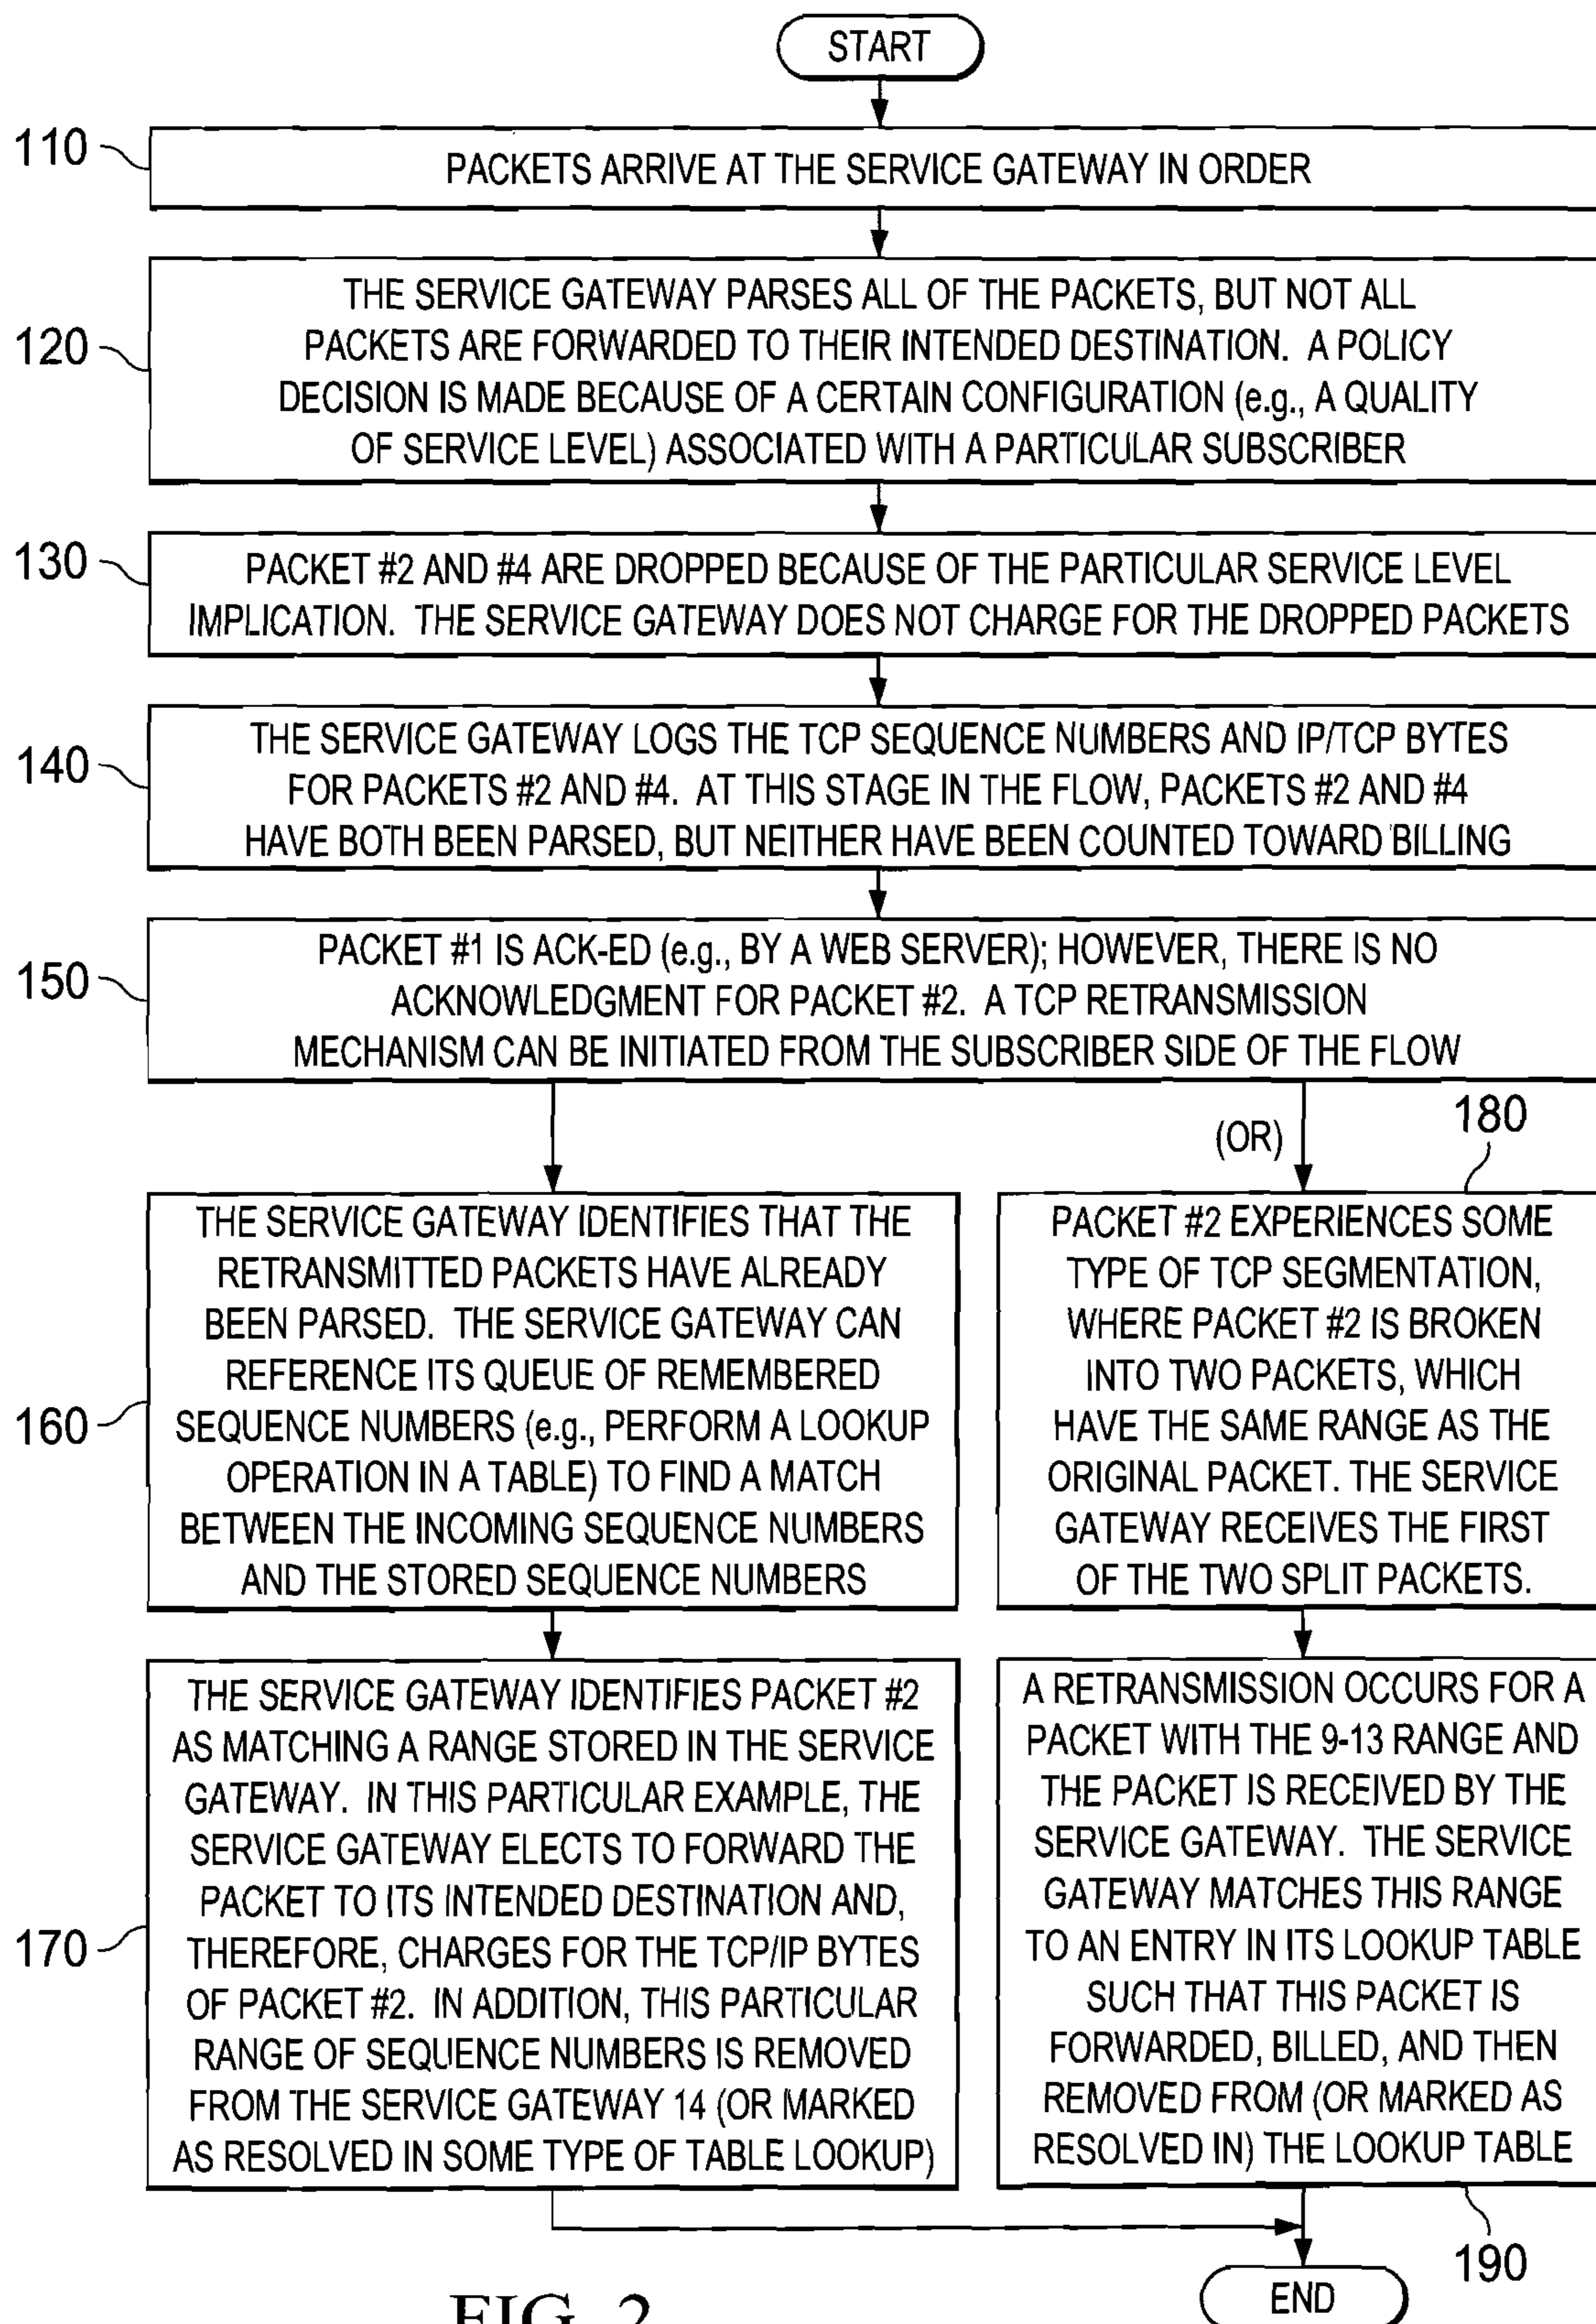 START
110
PACKETS ARRIVE AT THE SERVICE GATEWAY IN ORDER
120
THE SERVICE GATEWAY PARSES ALL OF THE PACKETS, BUT NOT ALL
PACKETS ARE FORWARDED TO THEIR INTENDED DESTINATION. A POLICY
DECISION IS MADE BECAUSE OF A CERTAIN CONFIGURATION (e.g., A QUALITY
OF SERVICE LEVEL) ASSOCIATED WITH A PARTICULAR SUBSCRIBER
130
PACKET #2 AND #4 ARE DROPPED BECAUSE OF THE PARTICULAR SERVICE LEVEL
IMPLICATION. THE SERVICE GATEWAY DOES NOT CHARGE FOR THE DROPPED PACKETS
140
THE SERVICE GATEWAY LOGS THE TCP SEQUENCE NUMBERS AND IP/TCP BYTES
FOR PACKETS #2 AND #4. AT THIS STAGE IN THE FLOW, PACKETS #2 AND #4
HAVE BOTH BEEN PARSED, BUT NEITHER HAVE BEEN COUNTED TOWARD BILLING
150
PACKET #1 IS ACK-ED (e.g., BY A WEB SERVER); HOWEVER, THERE IS NO
ACKNOWLEDGMENT FOR PACKET #2. A TCP RETRANSMISSION
MECHANISM CAN BE INITIATED FROM THE SUBSCRIBER SIDE OF THE FLOW
(OR)
180
160
THE SERVICE GATEWAY IDENTIFIES THAT THE
RETRANSMITTED PACKETS HAVE ALREADY
BEEN PARSED. THE SERVICE GATEWAY CAN
REFERENCE ITS QUEUE OF REMEMBERED
SEQUENCE NUMBERS (e.g., PERFORM A LOOKUP
OPERATION IN A TABLE) TO FIND A MATCH
BETWEEN THE INCOMING SEQUENCE NUMBERS
AND THE STORED SEQUENCE NUMBERS
PACKET #2 EXPERIENCES SOME
TYPE OF TCP SEGMENTATION,
WHERE PACKET #2 IS BROKEN
INTO TWO PACKETS, WHICH
HAVE THE SAME RANGE AS THE
ORIGINAL PACKET. THE SERVICE
GATEWAY RECEIVES THE FIRST
OF THE TWO SPLIT PACKETS.
170
THE SERVICE GATEWAY IDENTIFIES PACKET #2
AS MATCHING A RANGE STORED IN THE SERVICE
GATEWAY. IN THIS PARTICULAR EXAMPLE, THE
SERVICE GATEWAY ELECTS TO FORWARD THE
PACKET TO ITS INTENDED DESTINATION AND,
THEREFORE, CHARGES FOR THE TCP/IP BYTES
OF PACKET #2. IN ADDITION, THIS PARTICULAR
RANGE OF SEQUENCE NUMBERS IS REMOVED
FROM THE SERVICE GATEWAY 14 (OR MARKED
AS RESOLVED IN SOME TYPE OF TABLE LOOKUP)
A RETRANSMISSION OCCURS FOR A
PACKET WITH THE 9-13 RANGE AND
THE PACKET IS RECEIVED BY THE
SERVICE GATEWAY. THE SERVICE
GATEWAY MATCHES THIS RANGE
TO AN ENTRY IN ITS LOOKUP TABLE
SUCH THAT THIS PACKET IS
FORWARDED, BILLED, AND THEN
REMOVED FROM (OR MARKED AS
RESOLVED IN) THE LOOKUP TABLE
190
END
FIG. 2